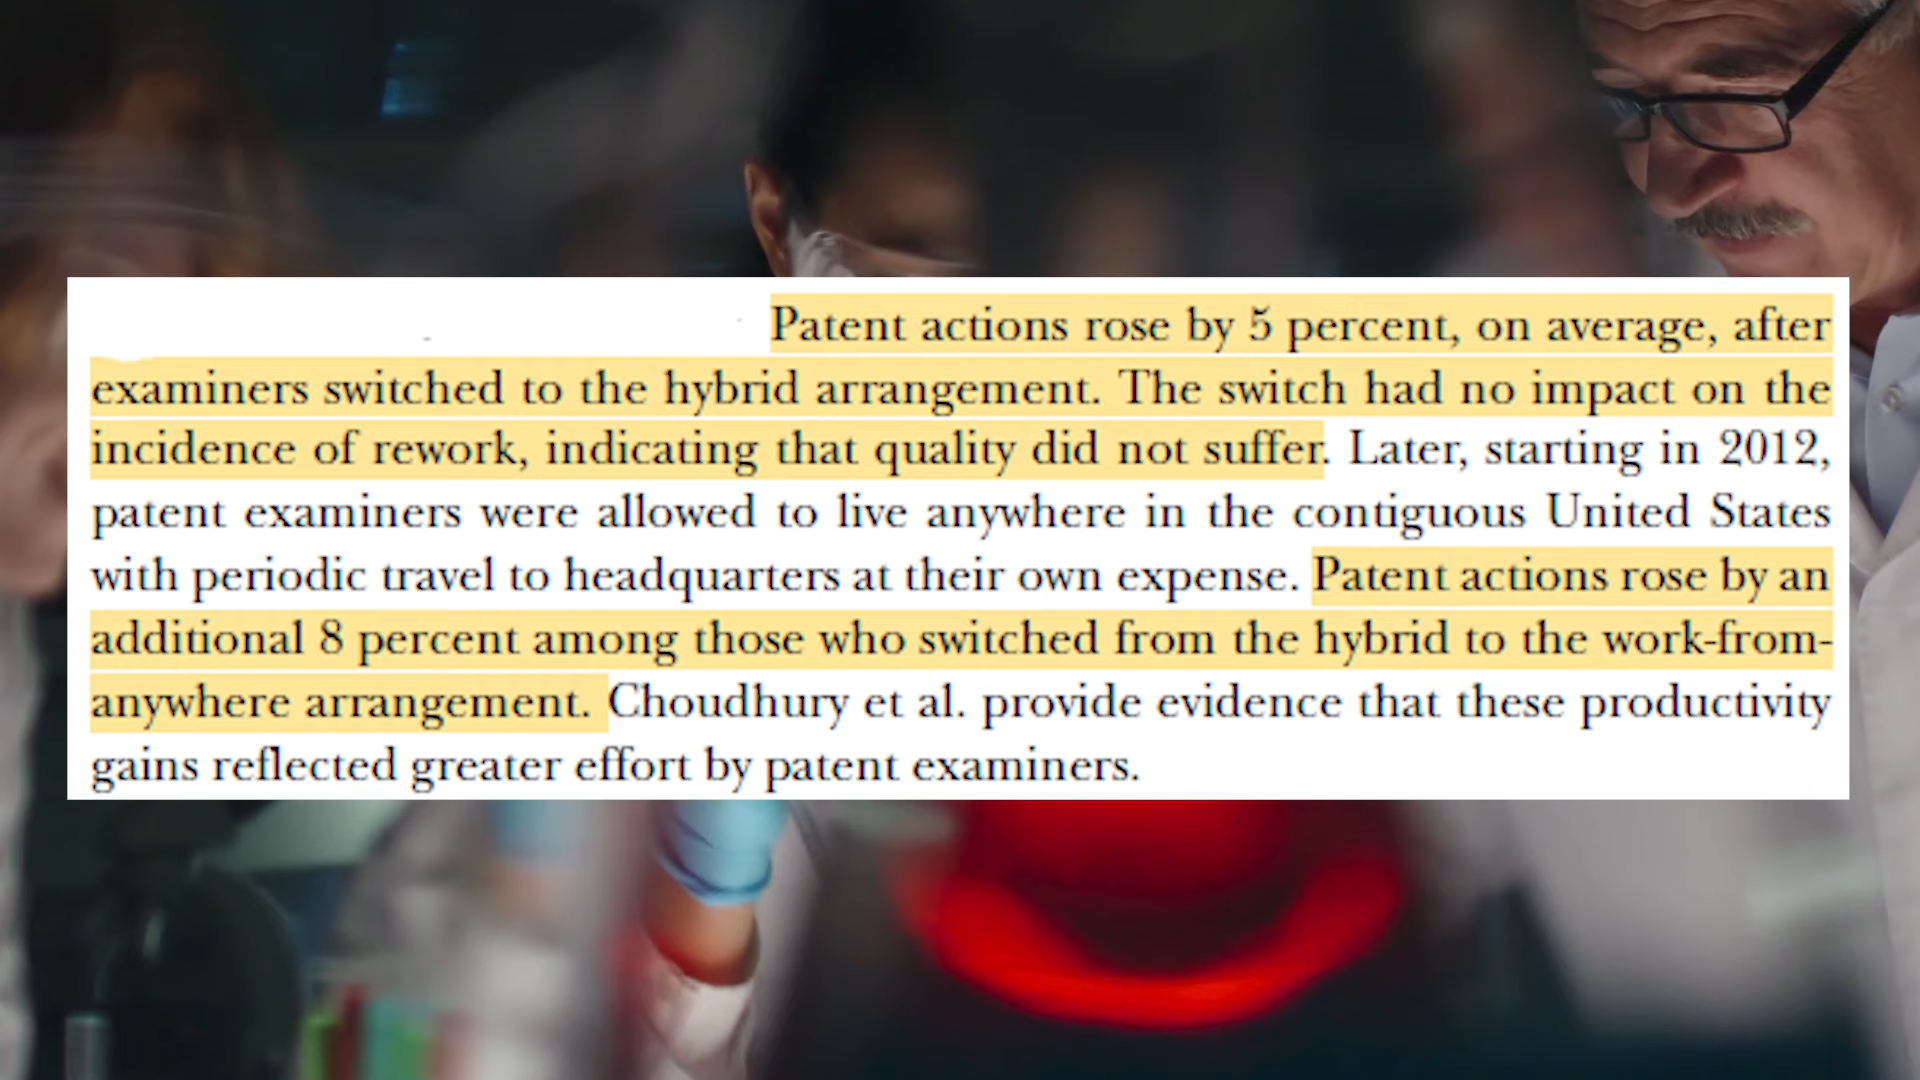 Patent actions rose by 5 percent, on average, after
examiners switched to the hybrid arrangement. The switch had no impact on the
incidence of rework, indicating that quality did not suffer. Later, starting in 2012,
patent examiners were allowed to live anywhere in the contiguous United States
with periodic travel to headquarters at their own expense. Patent actions rose by an
additional 8 percent among those who switched from the hybrid to the work-from-
anywhere arrangement. Choudhury et al. provide evidence that these productivity
gains reflected greater effort by patent examiners.